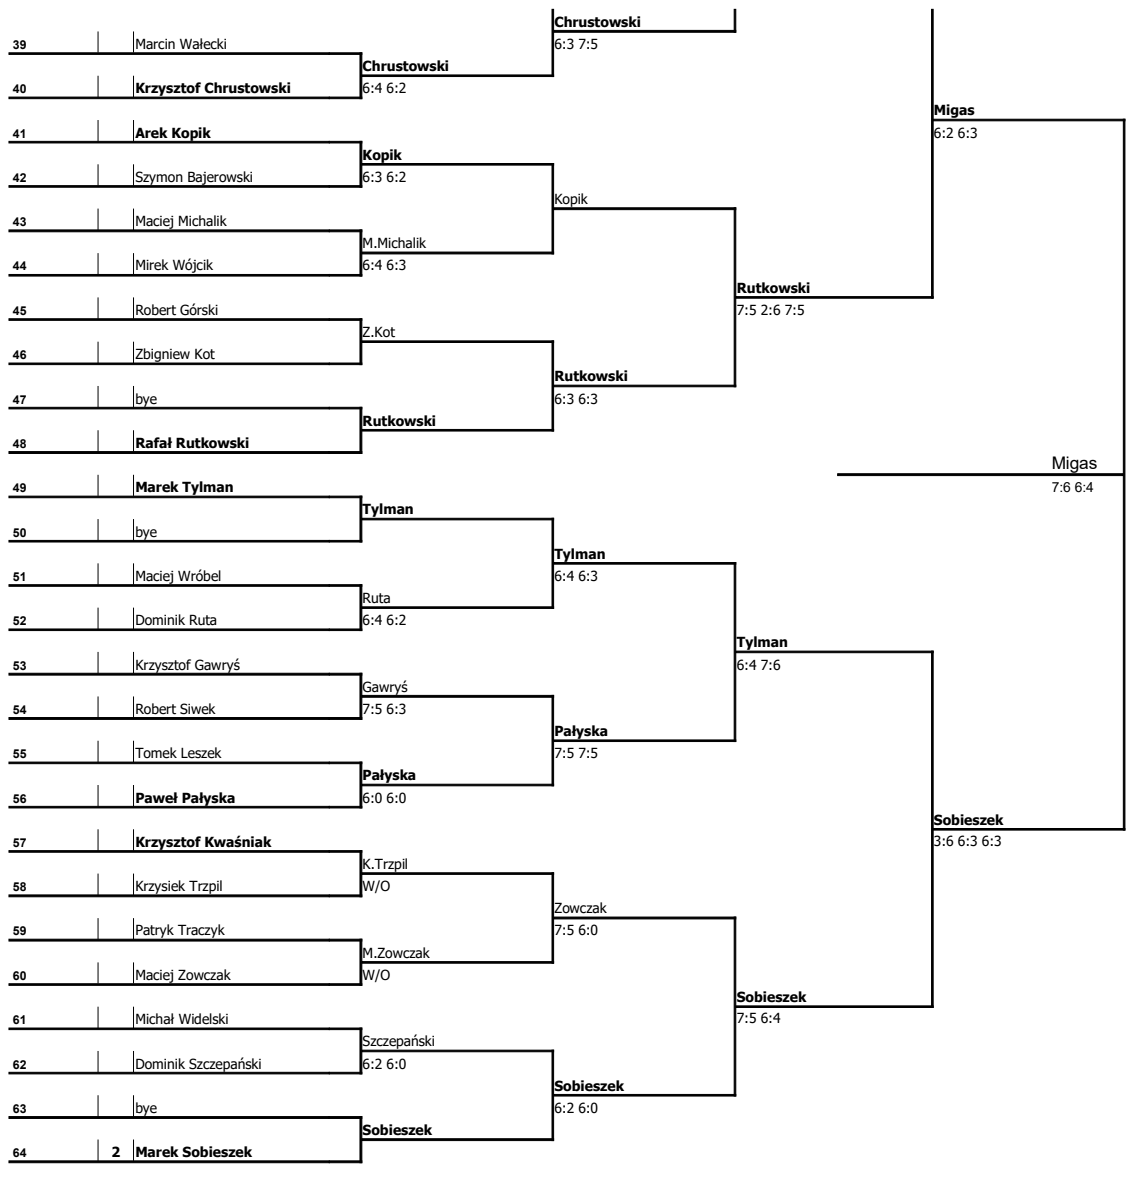 Chrustowski
39 Marcin Wałecki 6:3 7:5
Chrustowski
40 Krzysztof Chrustowski 6:4 6:2
Migas
41 Arek Kopik 6:2 6:3
Kopik
42 Szymon Bajerowski 6:3 6:2
Kopik
43 Maciej Michalik
M.Michalik
44 Mirek Wójcik 6:4 6:3
Rutkowski
45 Robert Górski 7:5 2:6 7:5
Z.Kot
46 Zbigniew Kot
Rutkowski
47 bye 6:3 6:3
Rutkowski
48 Rafał Rutkowski
Migas
49 Marek Tylman 7:6 6:4
Tylman
50 bye
Tylman
51 Maciej Wróbel 6:4 6:3
Ruta
52 Dominik Ruta 6:4 6:2
Tylman
53 Krzysztof Gawryś 6:4 7:6
Gawryś
54 Robert Siwek 7:5 6:3
Pałyska
55 Tomek Leszek 7:5 7:5
Pałyska
56 Paweł Pałyska 6:0 6:0
Sobieszek
57 Krzysztof Kwaśniak 3:6 6:3 6:3
K.Trzpil
58 Krzysiek Trzpil W/O
Zowczak
59 Patryk Traczyk 7:5 6:0
M.Zowczak
60 Maciej Zowczak W/O
Sobieszek
61 Michał Widelski 7:5 6:4
Szczepański
62 Dominik Szczepański 6:2 6:0
Sobieszek
63 bye 6:2 6:0
Sobieszek
64 2 Marek Sobieszek